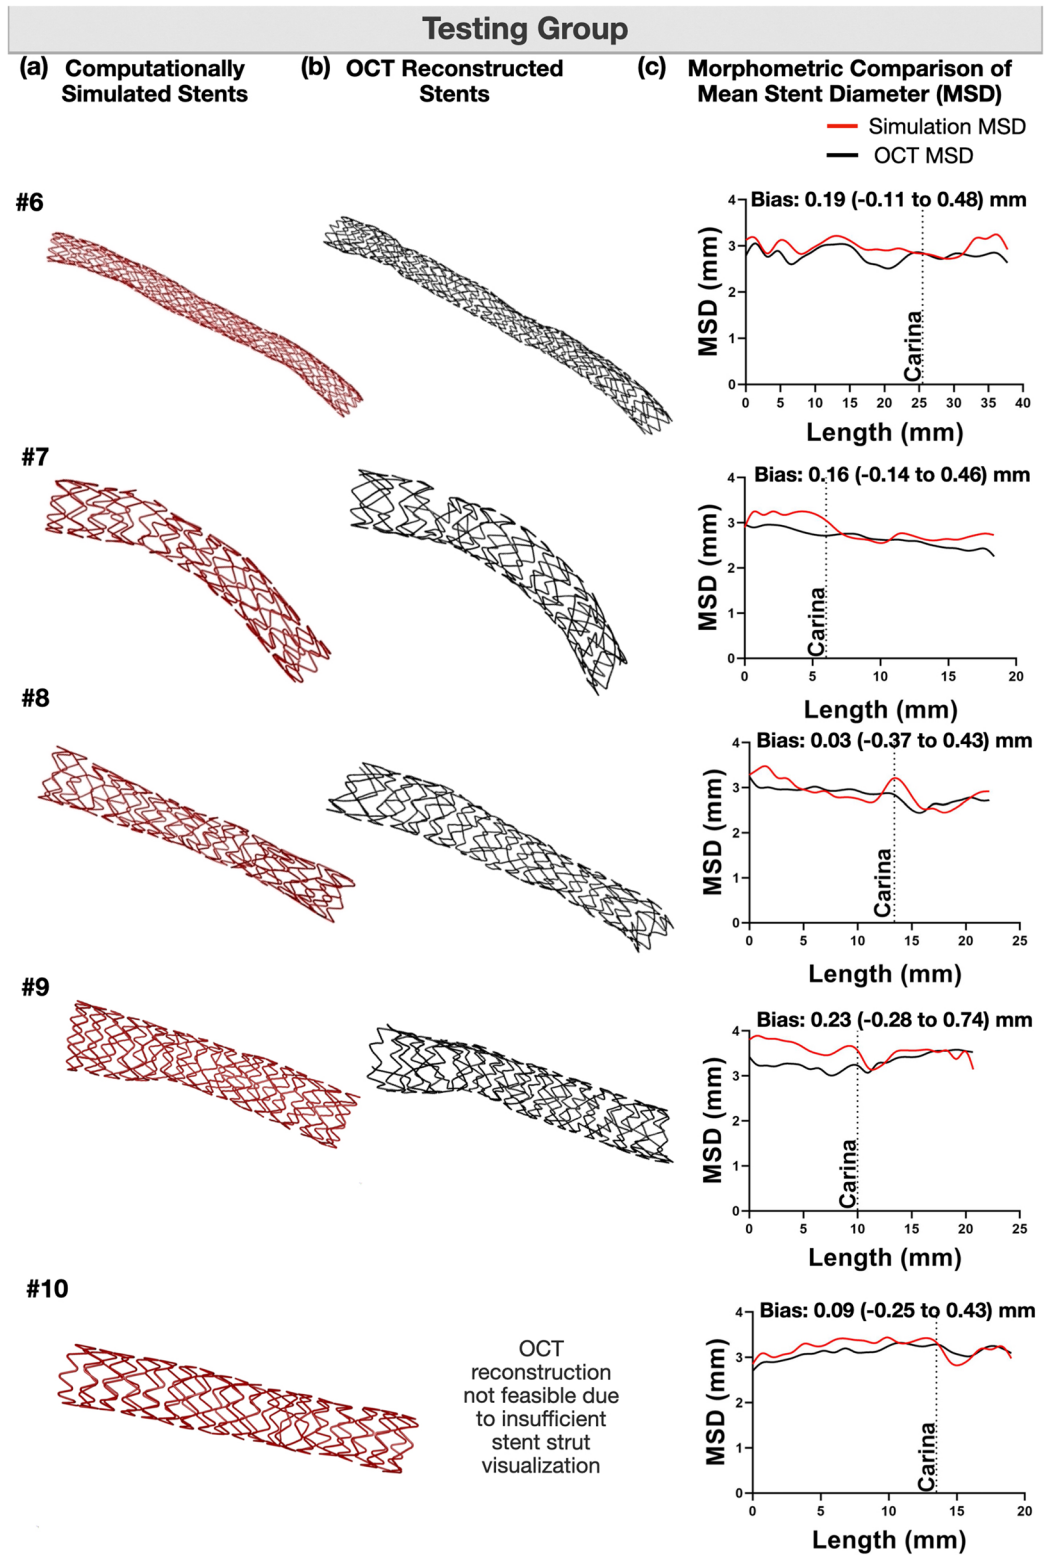 Testing Group
(a) Computationally
Simulated Stents
(b) OCT Reconstructed
Stents
(c) Morphometric Comparison of
Mean Stent Diameter (MSD)
Simulation MSD
OCT MSD
#6
Bias: 0.19 (-0.11 to 0.48) mm
MSD (mm)
4
3
2
1
0
Carina
0 5 10 15 20 25 30 35 40
Length (mm)
#7
Bias: 0.16 (-0.14 to 0.46) mm
MSD (mm)
4
3
2
1
0
Carina
0 5 10 15 20
Length (mm)
#8
Bias: 0.03 (-0.37 to 0.43) mm
MSD (mm)
4
3
2
1
0
Carina
0 5 10 15 20 25
Length (mm)
#9
Bias: 0.23 (-0.28 to 0.74) mm
MSD (mm)
4
3
2
1
0
Carina
0 5 10 15 20 25
Length (mm)
#10
OCT
reconstruction
not feasible due
to insufficient
stent strut
visualization
Bias: 0.09 (-0.25 to 0.43) mm
MSD (mm)
4
3
2
1
0
Carina
0 5 10 15 20
Length (mm)